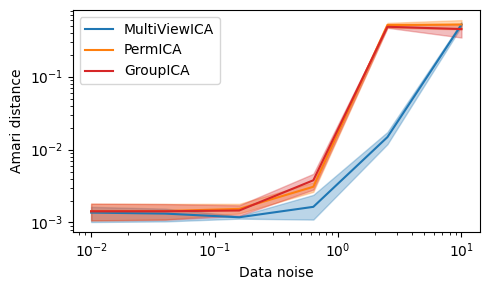 MultiViewICA
PermICA
GroupICA
Amari distance
10⁻¹
10⁻²
10⁻³
10⁻²
10⁻¹
10⁰
10¹
Data noise